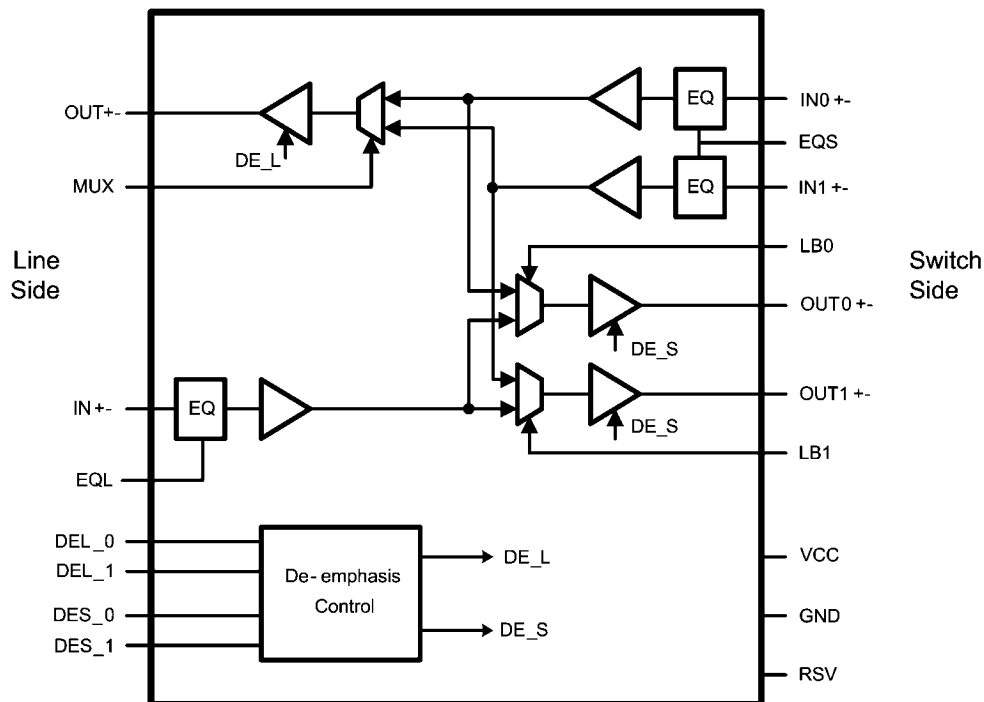 OUT+-
DE_L
MUX
EQ
IN0 +-
EQS
EQ
IN1 +-
Line
Side
Switch
Side
LB0
OUT0 +-
DE_S
IN +-
EQ
OUT1 +-
DE_S
LB1
EQL
DEL_0
DEL_1
DES_0
DES_1
De-emphasis
Control
DE_L
DE_S
VCC
GND
RSV